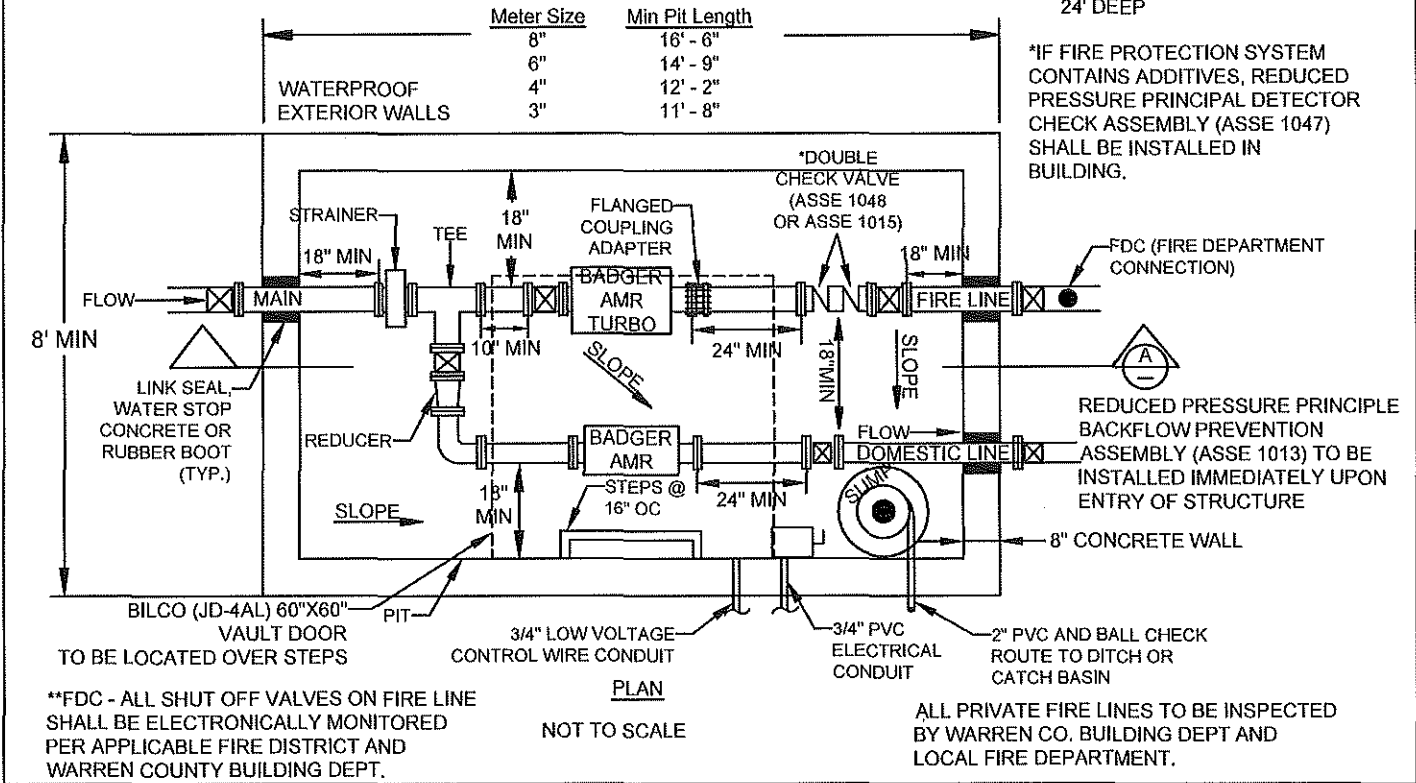 24' DEEP
Meter Size Min Pit Length
8" 16' - 6"
6" 14' - 9"
4" 12' - 2"
3" 11' - 8"
WATERPROOF
EXTERIOR WALLS
*IF FIRE PROTECTION SYSTEM
CONTAINS ADDITIVES, REDUCED
PRESSURE PRINCIPAL DETECTOR
CHECK ASSEMBLY (ASSE 1047)
SHALL BE INSTALLED IN
BUILDING.
*DOUBLE
CHECK VALVE
(ASSE 1048
OR ASSE 1015)
STRAINER
TEE
18"
MIN
FLANGED
COUPLING
ADAPTER
18" MIN
18" MIN
FDC (FIRE DEPARTMENT
CONNECTION)
FLOW
MAIN
BADGER
AMR
TURBO
FIRE LINE
8' MIN
10" MIN
24" MIN
18"MIN
SLOPE
SLOPE
A
LINK SEAL,
WATER STOP
CONCRETE OR
RUBBER BOOT
(TYP.)
REDUCER
BADGER
AMR
FLOW
DOMESTIC LINE
REDUCED PRESSURE PRINCIPLE
BACKFLOW PREVENTION
ASSEMBLY (ASSE 1013) TO BE
INSTALLED IMMEDIATELY UPON
ENTRY OF STRUCTURE
18"
MIN
STEPS @
16" OC
24" MIN
SUMP
SLOPE
8" CONCRETE WALL
BILCO (JD-4AL) 60"X60"
VAULT DOOR
TO BE LOCATED OVER STEPS
PIT
3/4" LOW VOLTAGE
CONTROL WIRE CONDUIT
3/4" PVC
ELECTRICAL
CONDUIT
2" PVC AND BALL CHECK
ROUTE TO DITCH OR
CATCH BASIN
PLAN
NOT TO SCALE
**FDC - ALL SHUT OFF VALVES ON FIRE LINE
SHALL BE ELECTRONICALLY MONITORED
PER APPLICABLE FIRE DISTRICT AND
WARREN COUNTY BUILDING DEPT.
ALL PRIVATE FIRE LINES TO BE INSPECTED
BY WARREN CO. BUILDING DEPT AND
LOCAL FIRE DEPARTMENT.